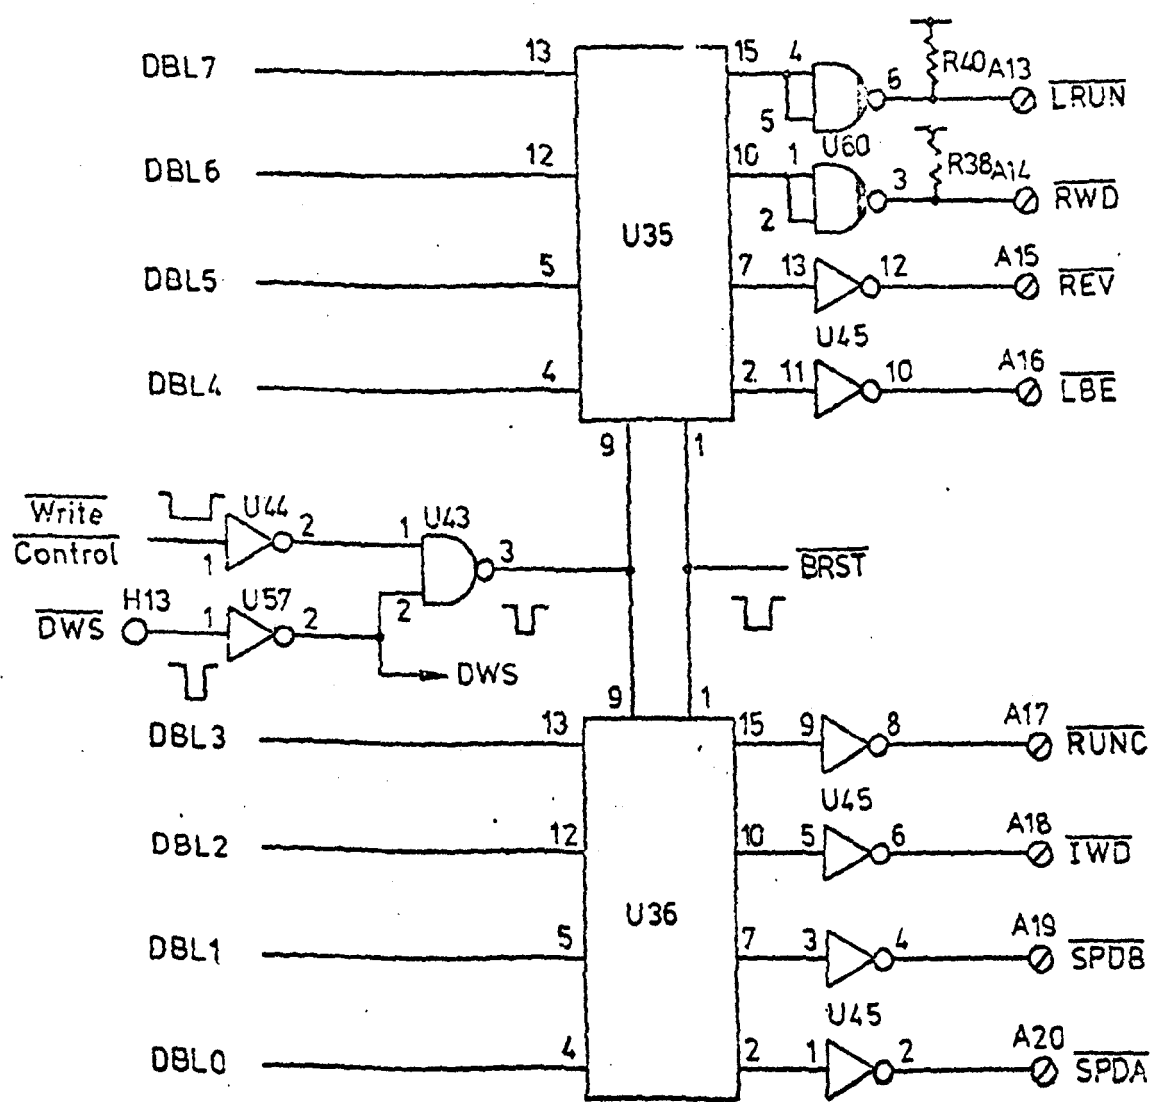 DBL7 13 15 4 6 R40 A13 LRUN
5
U60
DBL6 12 10 1 3 R38 A14 RWD
2
U35
DBL5 5 7 13 12 A15 REV
U45
DBL4 4 2 11 10 A16 LBE
9 1
Write
Control 1 U44 2 1 U43 3
BRST
DWS H13 1 U57 2 2
DWS
9 1
DBL3 13 15 9 8 A17 RUNC
U45
DBL2 12 10 5 6 A18 IWD
U36
DBL1 5 7 3 4 A19 SPDB
U45
DBL0 4 2 1 2 A20 SPDA